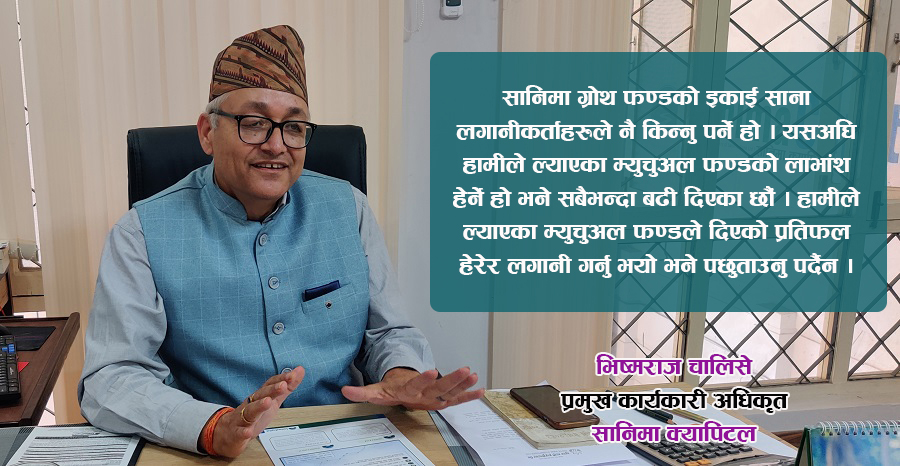 सानिमा ग्रोथ फण्डको इकाई साना
लगानीकर्ताहरुले नै किन्नु पर्ने हो । यसअघि
हामीले ल्याएका म्युचुअल फण्डको लाभांश
हेर्ने हो भने सबैभन्दा बढी दिएका छौं । हामीले
ल्याएका म्युचुअल फण्डले दिएको प्रतिफल
हेरेर लगानी गर्नु भयो भने पछुताउनु पर्दैन ।
भिष्मराज चालिसे
प्रमुख कार्यकारी अधिकृत
सानिमा क्यापिटल